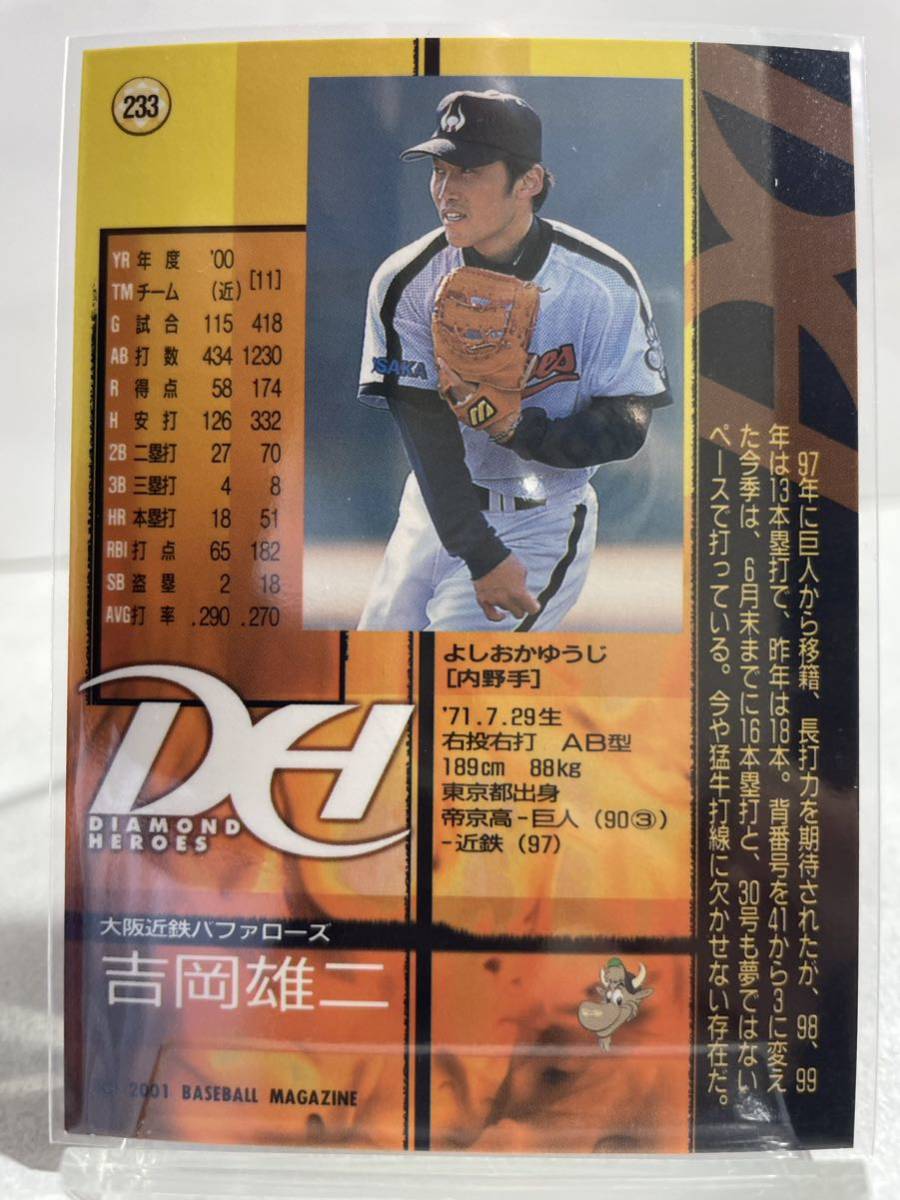 233
YR 年度 '00 [11]
TM チーム (近)
G 試合 115 418
AB 打数 434 1230
R 得点 58 174
H 安打 126 332
2B 二塁打 27 70
3B 三塁打 4 8
HR 本塁打 18 51
RBI 打点 65 182
SB 盗塁 2 18
AVG 打率 .290 .270
OSAKA
よしおかゆうじ
[内野手]
'71.7.29生
右投右打 AB型
189cm 88kg
東京都出身
帝京高-巨人(90③)
-近鉄(97)
97年に巨人から移籍、長打力を期待されたが、98、99
年は13本塁打で、昨年は18本。背番号を41から3に変え
た今季は、6月末までに16本塁打と、30号も夢ではない
ペースで打っている。今や猛牛打線に欠かせない存在だ。
DH
DIAMOND
HEROES
大阪近鉄バファローズ
吉岡雄二
2001 BASEBALL MAGAZINE